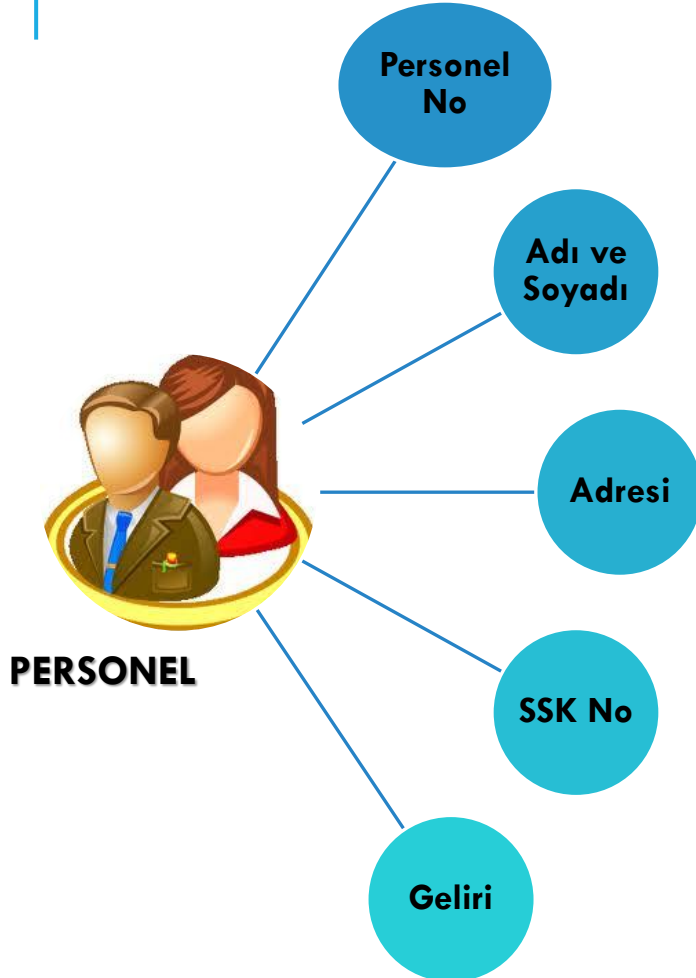 Personel
No
Adı ve
Soyadı
Adresi
PERSONEL
SSK No
Geliri